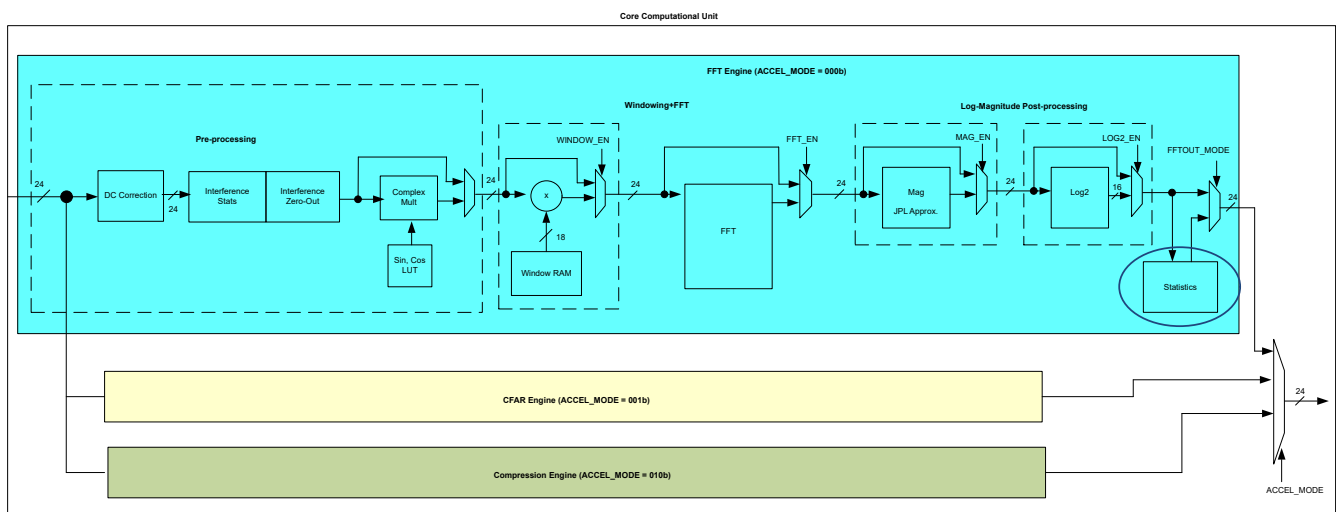 Core Computational Unit
FFT Engine (ACCEL_MODE = 000b)
Pre-processing
Windowing+FFT
Log-Magnitude Post-processing
WINDOW_EN
FFT_EN
MAG_EN
LOG2_EN
FFTOUT_MODE
24
DC Correction
24
Interference
Stats
Interference
Zero-Out
Complex
Mult
Sin, Cos
LUT
24
x
18
Window RAM
24
FFT
24
Mag
JPL Approx.
24
Log2
16
24
Statistics
CFAR Engine (ACCEL_MODE = 001b)
Compression Engine (ACCEL_MODE = 010b)
24
ACCEL_MODE